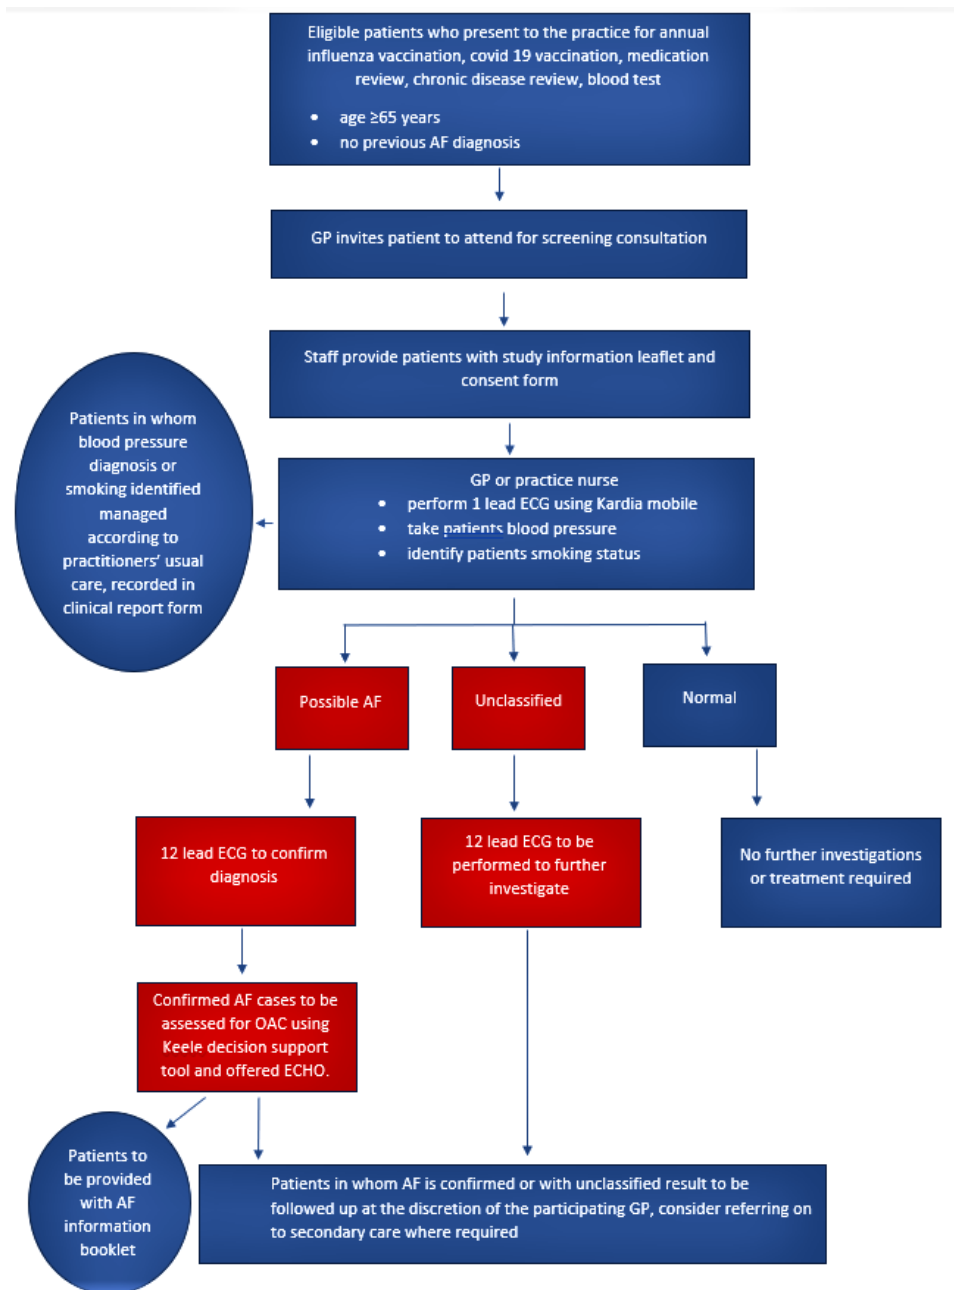 Eligible patients who present to the practice for annual
influenza vaccination, covid 19 vaccination, medication
review, chronic disease review, blood test
• age ≥65 years
• no previous AF diagnosis
GP invites patient to attend for screening consultation
Staff provide patients with study information leaflet and
consent form
Patients in whom
blood pressure
diagnosis or
smoking identified
managed
according to
practitioners' usual
care, recorded in
clinical report form
GP or practice nurse
• perform 1 lead ECG using Kardia mobile
• take patients blood pressure
• identify patients smoking status
Possible AF
Unclassified
Normal
12 lead ECG to confirm
diagnosis
12 lead ECG to be
performed to further
investigate
No further investigations
or treatment required
Confirmed AF cases to be
assessed for OAC using
Keele decision support
tool and offered ECHO.
Patients to
be provided
with AF
information
booklet
Patients in whom AF is confirmed or with unclassified result to be
followed up at the discretion of the participating GP, consider referring on
to secondary care where required